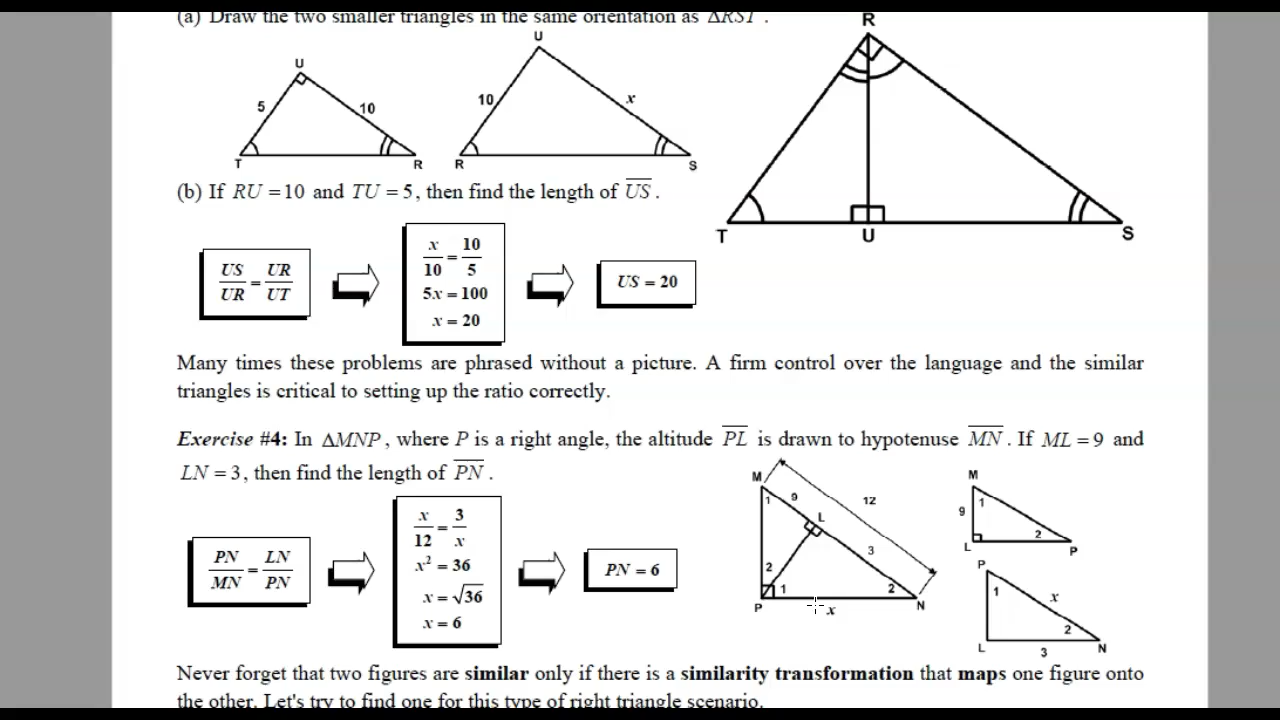 (a) Draw the two smaller triangles in the same orientation as ΔRST .
U
5
10
T
R
U
10
x
R
S
R
T
U
S
(b) If RU = 10 and TU = 5, then find the length of U̅S̅ .
US/UR = UR/UT
x/10 = 10/5
5x = 100
x = 20
US = 20
Many times these problems are phrased without a picture. A firm control over the language and the similar
triangles is critical to setting up the ratio correctly.
Exercise #4: In ΔMNP , where P is a right angle, the altitude P̅L̅ is drawn to hypotenuse M̅N̅ . If ML = 9 and
LN = 3, then find the length of P̅N̅ .
PN/MN = LN/PN
x/12 = 3/x
x² = 36
x = √36
x = 6
PN = 6
M
1
9
12
L
3
2
1
2
P
x
N
M
9
1
2
L
P
P
1
x
2
L
3
N
Never forget that two figures are similar only if there is a similarity transformation that maps one figure onto
the other. Let's try to find one for this type of right triangle scenario.